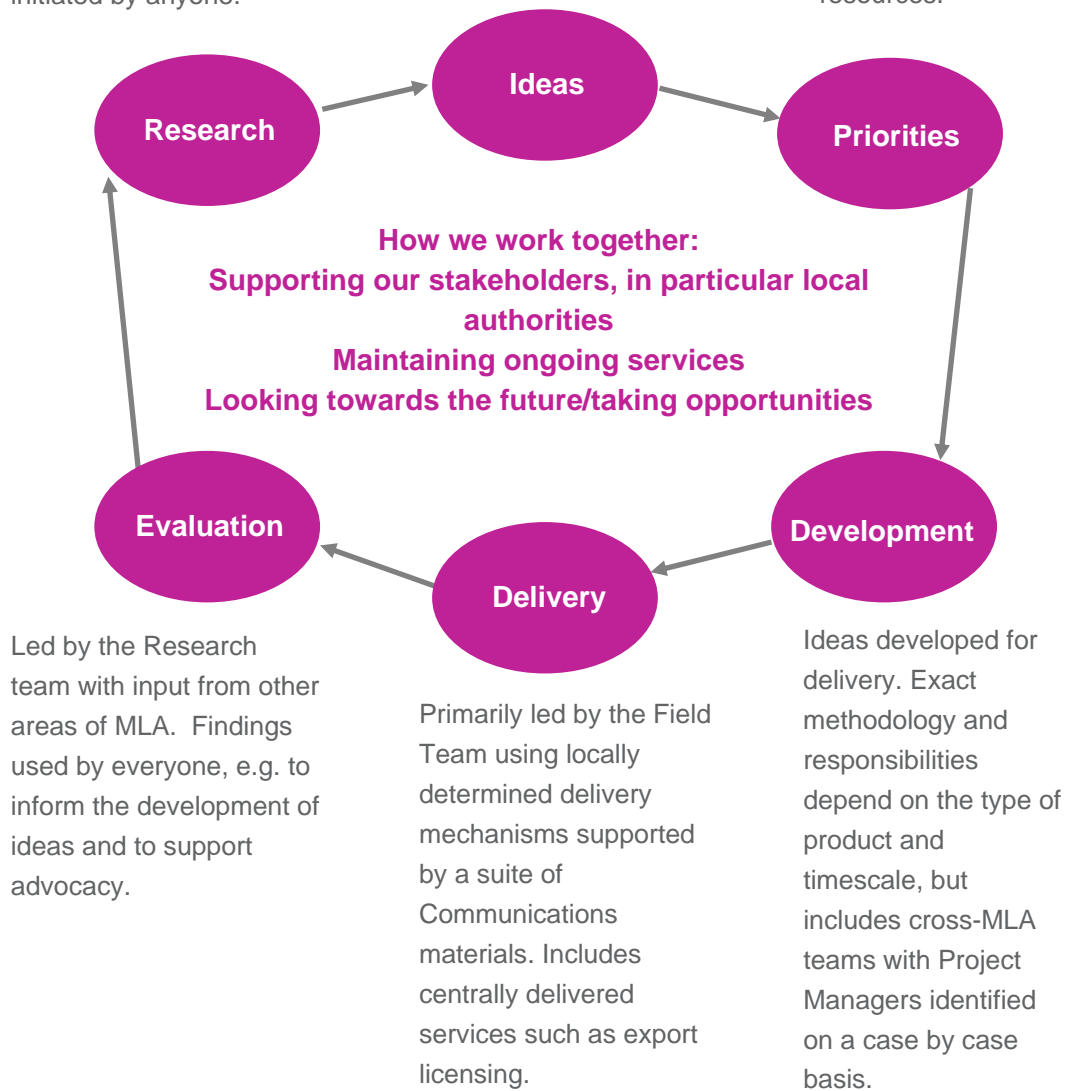 initiated by anyone.
resources.
Ideas
Research
Priorities
How we work together:
Supporting our stakeholders, in particular local
authorities
Maintaining ongoing services
Looking towards the future/taking opportunities
Evaluation
Development
Delivery
Led by the Research
team with input from other
areas of MLA.  Findings
used by everyone, e.g. to
inform the development of
ideas and to support
advocacy.
Primarily led by the Field
Team using locally
determined delivery
mechanisms supported
by a suite of
Communications
materials. Includes
centrally delivered
services such as export
licensing.
Ideas developed for
delivery. Exact
methodology and
responsibilities
depend on the type of
product and
timescale, but
includes cross-MLA
teams with Project
Managers identified
on a case by case
basis.